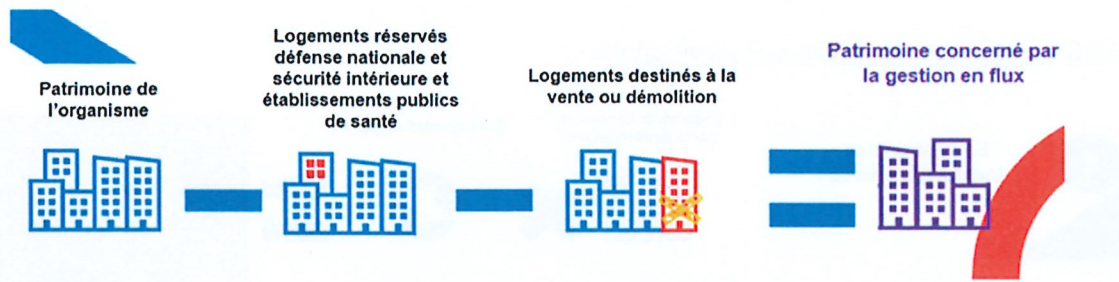 Patrimoine de
l'organisme
Logements réservés
défense nationale et
sécurité intérieure et
établissements publics
de santé
Logements destinés à la
vente ou démolition
Patrimoine concerné par
la gestion en flux